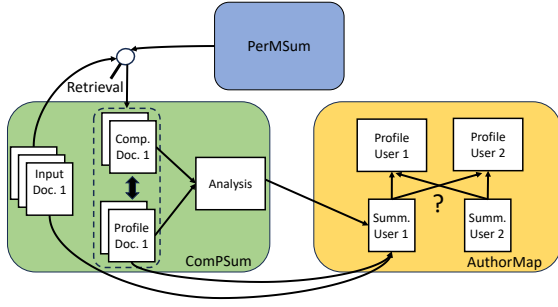 PerMSum
Retrieval
Comp.
Doc. 1
Input
Doc. 1
Analysis
Profile
Doc. 1
ComPSum
Profile
User 1
Profile
User 2
?
Summ.
User 1
Summ.
User 2
AuthorMap